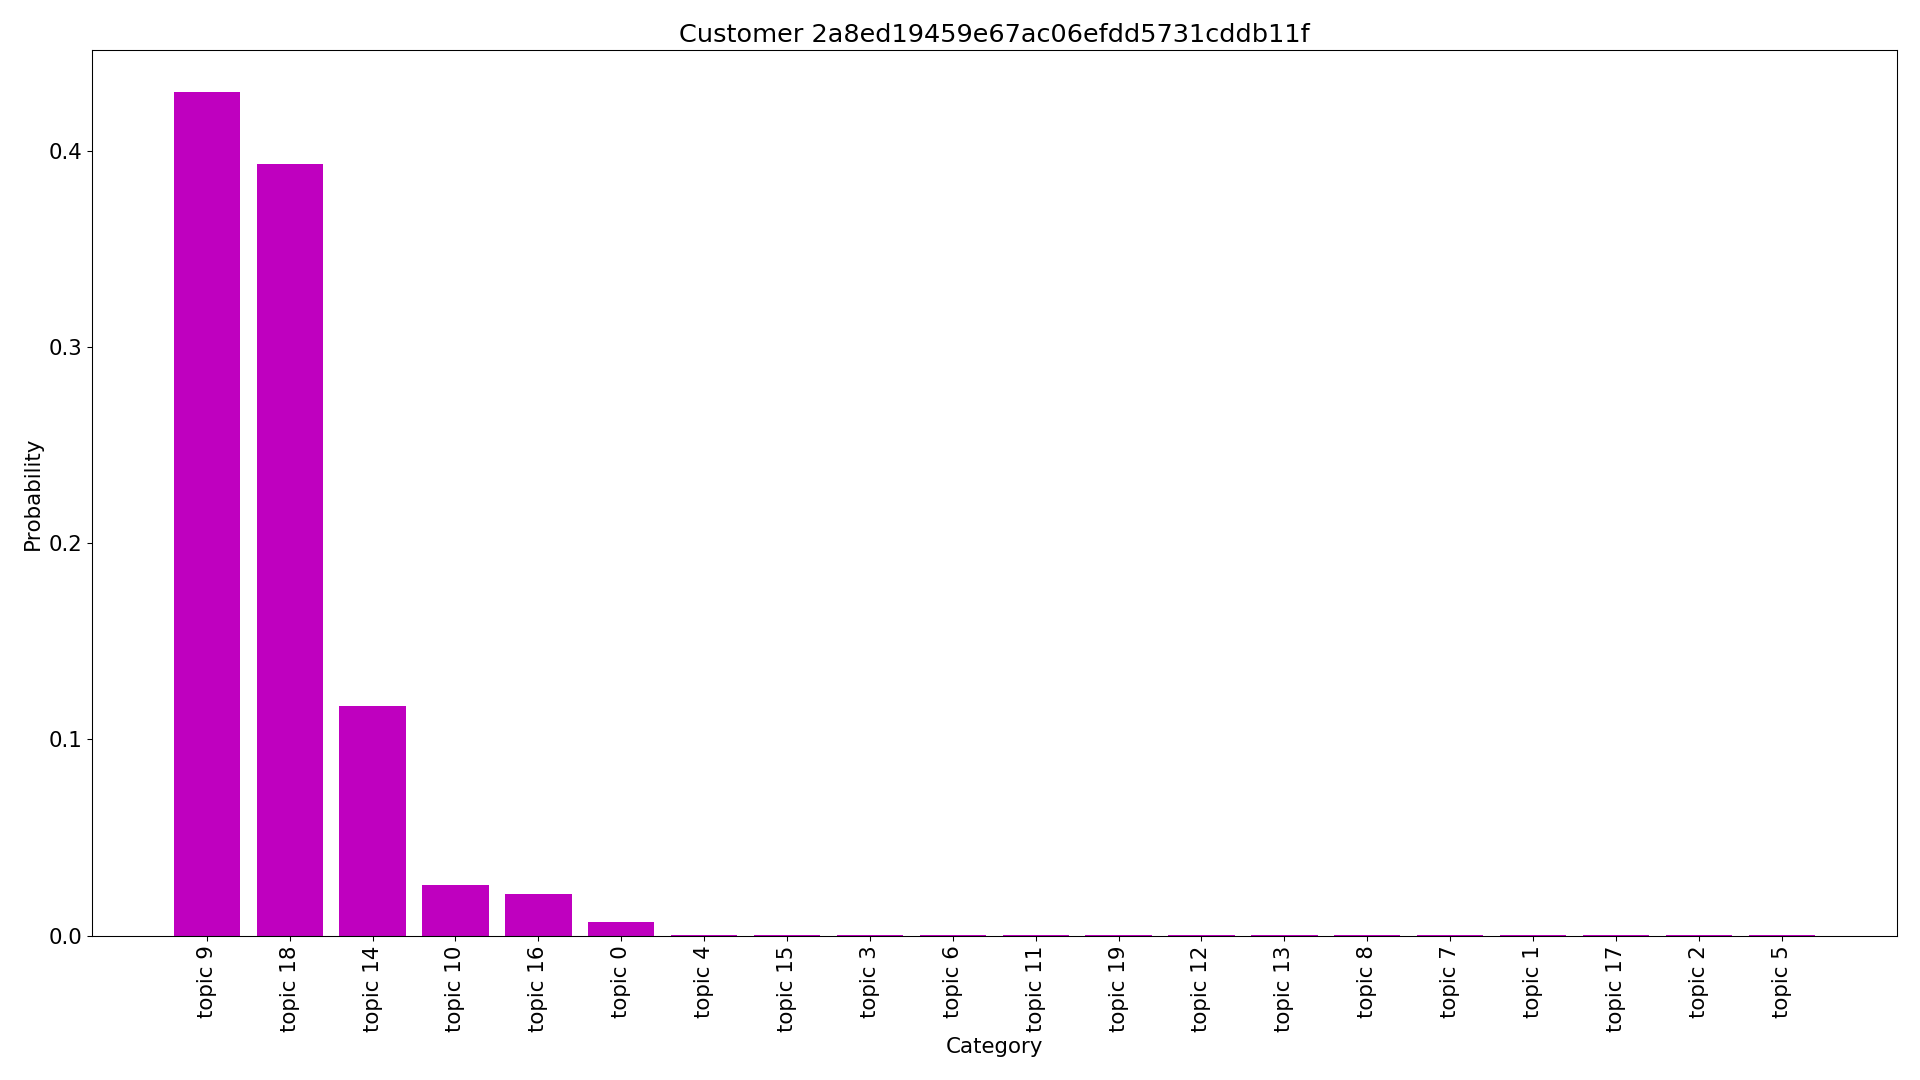 Customer 2a8ed19459e67ac06efdd5731cddb11f
Probability
0.4
0.3
0.2
0.1
0.0
topic 9
topic 18
topic 14
topic 10
topic 16
topic 0
topic 4
topic 15
topic 3
topic 6
topic 11
topic 19
topic 12
topic 13
topic 8
topic 7
topic 1
topic 17
topic 2
topic 5
Category